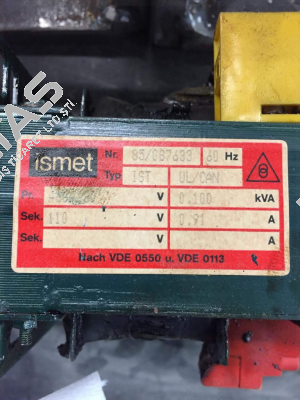 ismet Nr. 85/087633 60 Hz
Typ IST UL/CAN
Pr. V 0.100 kVA
Sek. 110 V 0.91 A
Sek. V A
Nach VDE 0550 u. VDE 0113